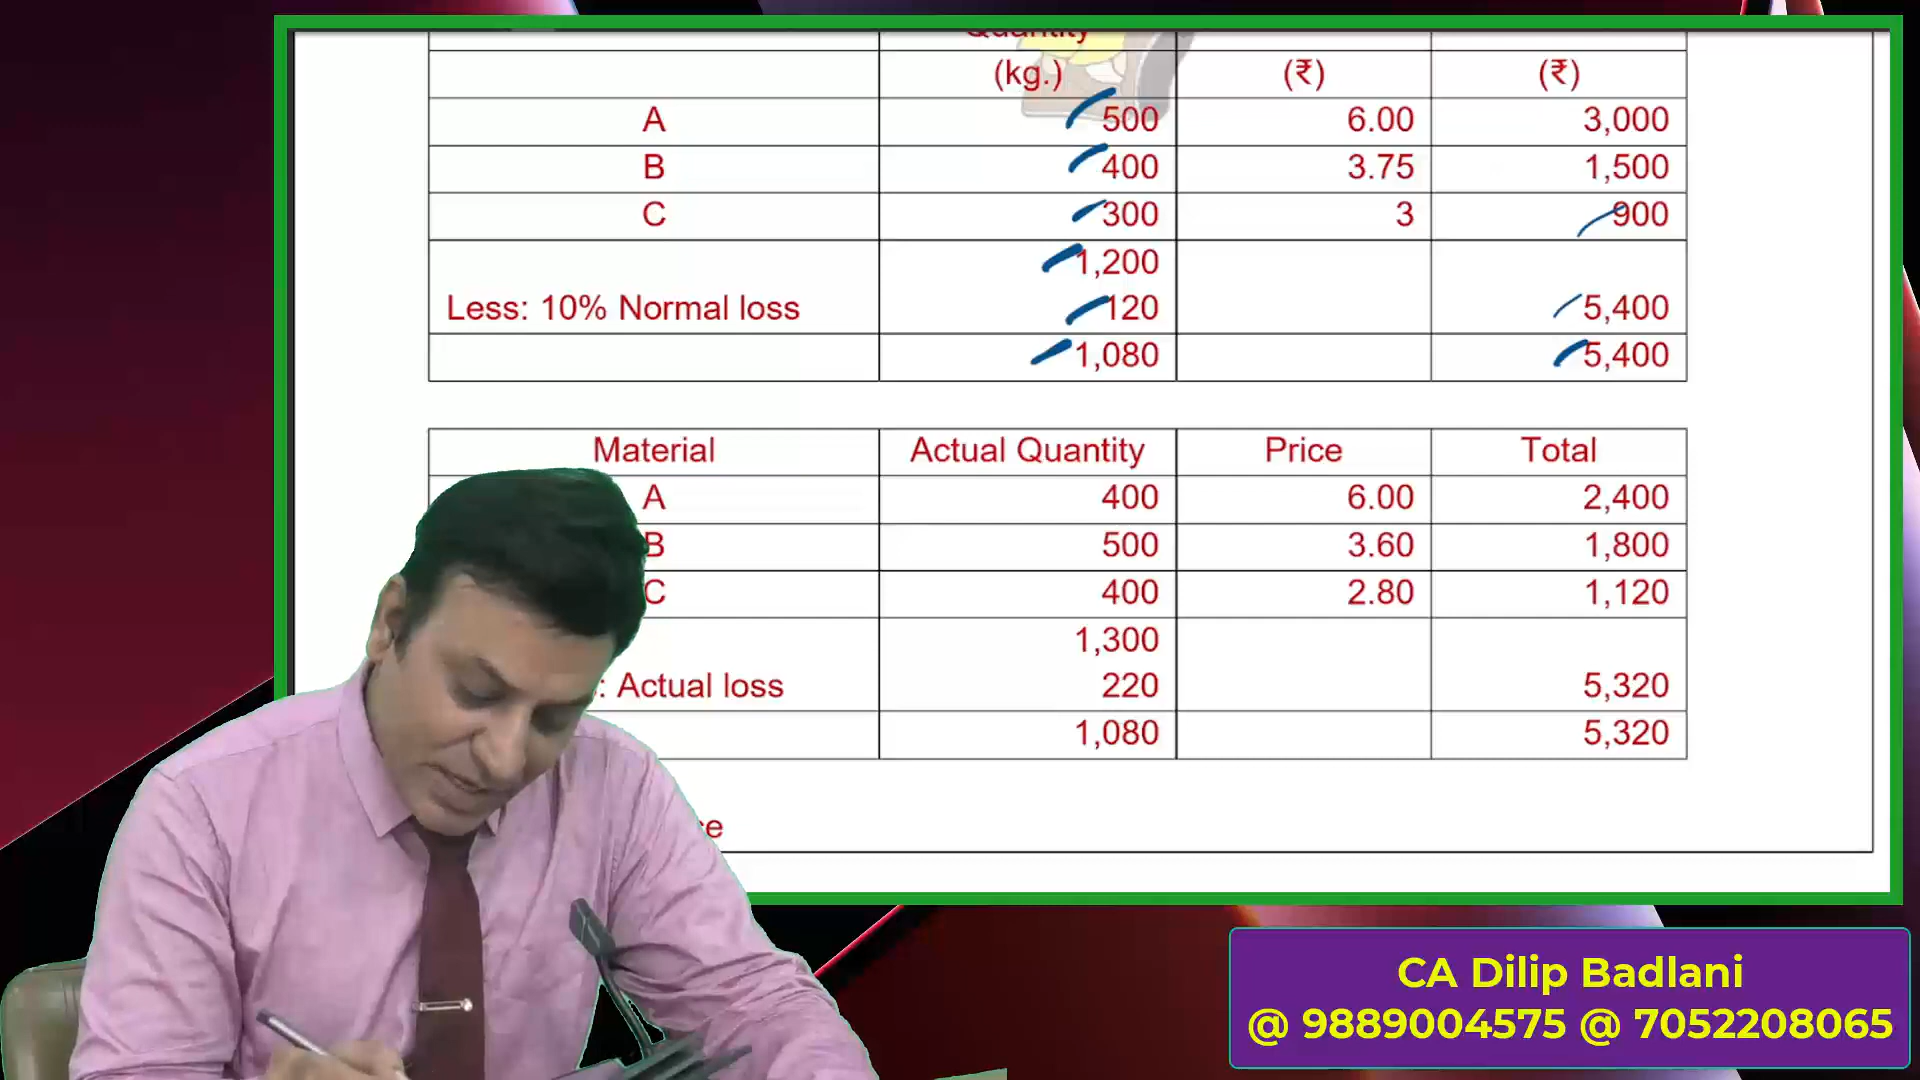 Quantity
(kg.) (₹) (₹)
A 500 6.00 3,000
B 400 3.75 1,500
C 300 3 900
1,200
Less: 10% Normal loss 120 5,400
1,080 5,400
Material Actual Quantity Price Total
A 400 6.00 2,400
B 500 3.60 1,800
C 400 2.80 1,120
1,300
: Actual loss 220 5,320
1,080 5,320
CA Dilip Badlani
@ 9889004575 @ 7052208065